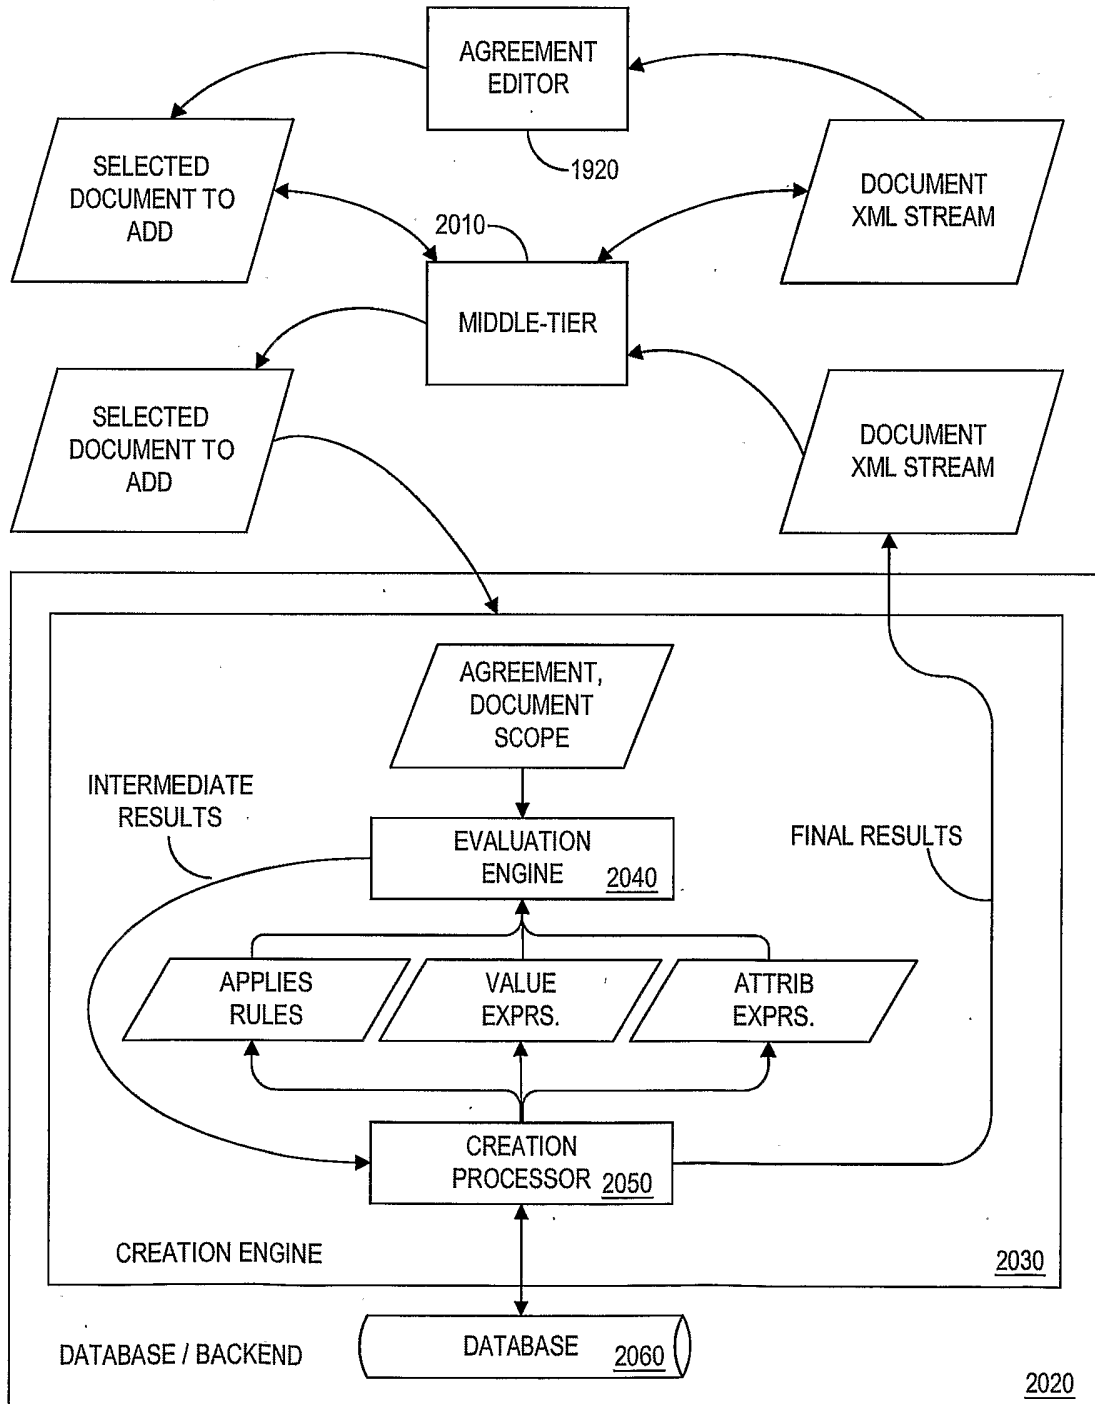 AGREEMENT
EDITOR
1920
SELECTED
DOCUMENT TO
ADD
DOCUMENT
XML STREAM
2010
MIDDLE-TIER
SELECTED
DOCUMENT TO
ADD
DOCUMENT
XML STREAM
AGREEMENT,
DOCUMENT
SCOPE
INTERMEDIATE
RESULTS
FINAL RESULTS
EVALUATION
ENGINE 2040
APPLIES
RULES
VALUE
EXPRS.
ATTRIB
EXPRS.
CREATION
PROCESSOR 2050
CREATION ENGINE
2030
DATABASE / BACKEND
DATABASE 2060
2020